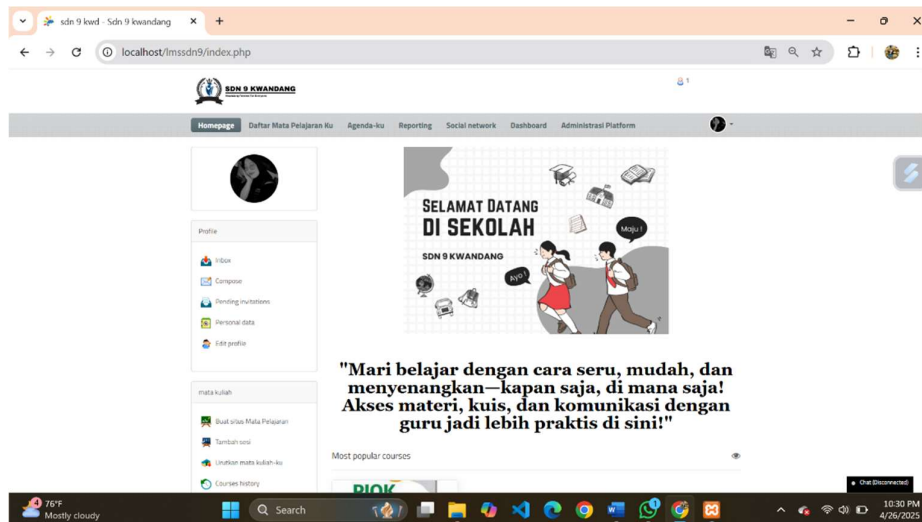 sdn 9 kwd - Sdn 9 kwandang
localhost/lmssdn9/index.php
SDN 9 KWANDANG
1
Homepage Daftar Mata Pelajaran Ku Agenda-ku Reporting Social network Dashboard Administrasi Platform
SELAMAT DATANG
DI SEKOLAH
SDN 9 KWANDANG
Maju !
Ayo !
Profile
Inbox
Compose
Pending invitations
Personal data
Edit profile
"Mari belajar dengan cara seru, mudah, dan
menyenangkan—kapan saja, di mana saja!
Akses materi, kuis, dan komunikasi dengan
guru jadi lebih praktis di sini!"
mata kuliah
Buat situs Mata Pelajaran
Tambah sesi
Urutkan mata kuliah-ku
Courses history
Most popular courses
PJOK
Chat (Disconnected)
4
76°F
Mostly cloudy
Search
10:30 PM
4/26/2025